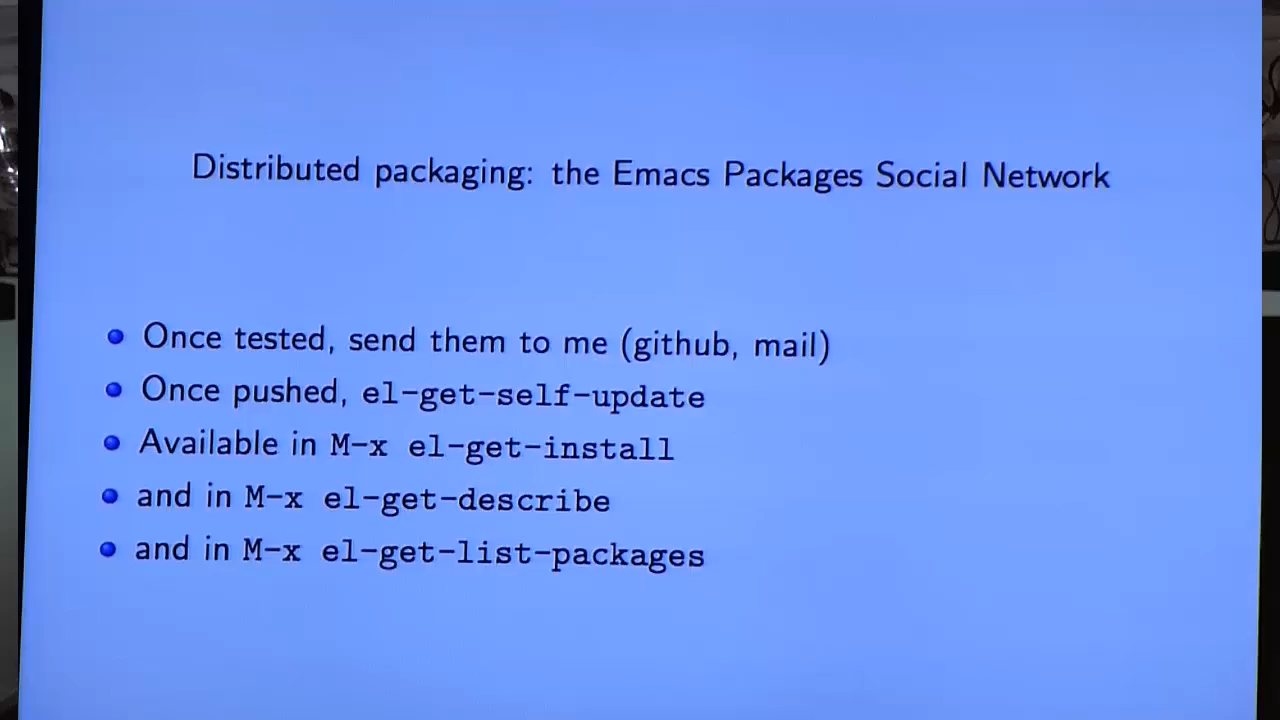 Distributed packaging: the Emacs Packages Social Network
Once tested, send them to me (github, mail)
Once pushed, el-get-self-update
Available in M-x el-get-install
and in M-x el-get-describe
and in M-x el-get-list-packages